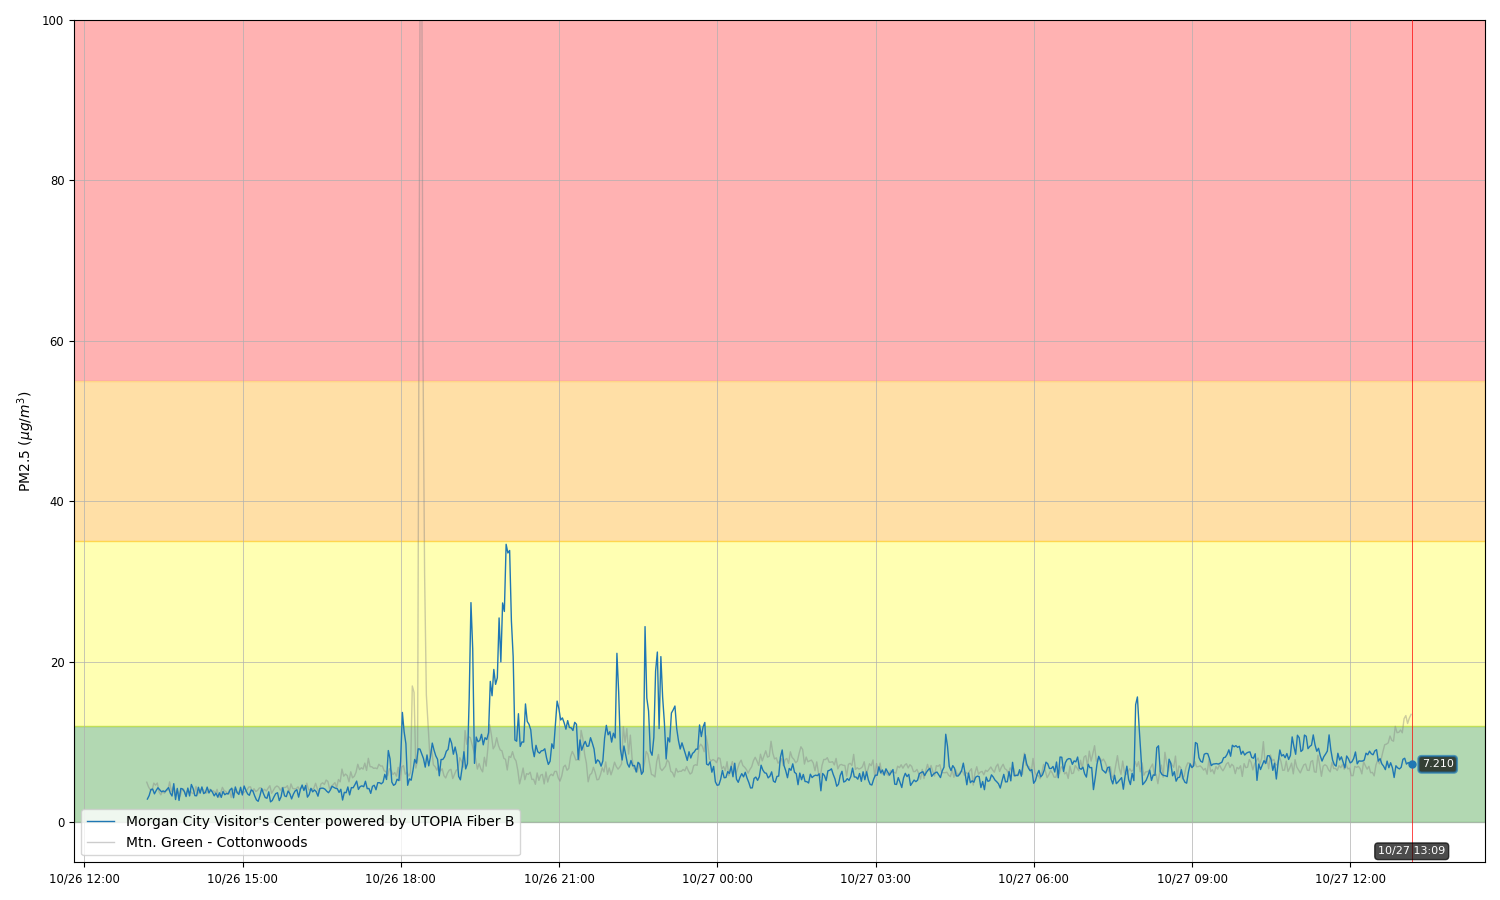 100
80
60
40
20
0
PM2.5 (μg/m³)
7.210
Morgan City Visitor's Center powered by UTOPIA Fiber B
Mtn. Green - Cottonwoods
10/27 13:09
10/26 12:00 10/26 15:00 10/26 18:00 10/26 21:00 10/27 00:00 10/27 03:00 10/27 06:00 10/27 09:00 10/27 12:00